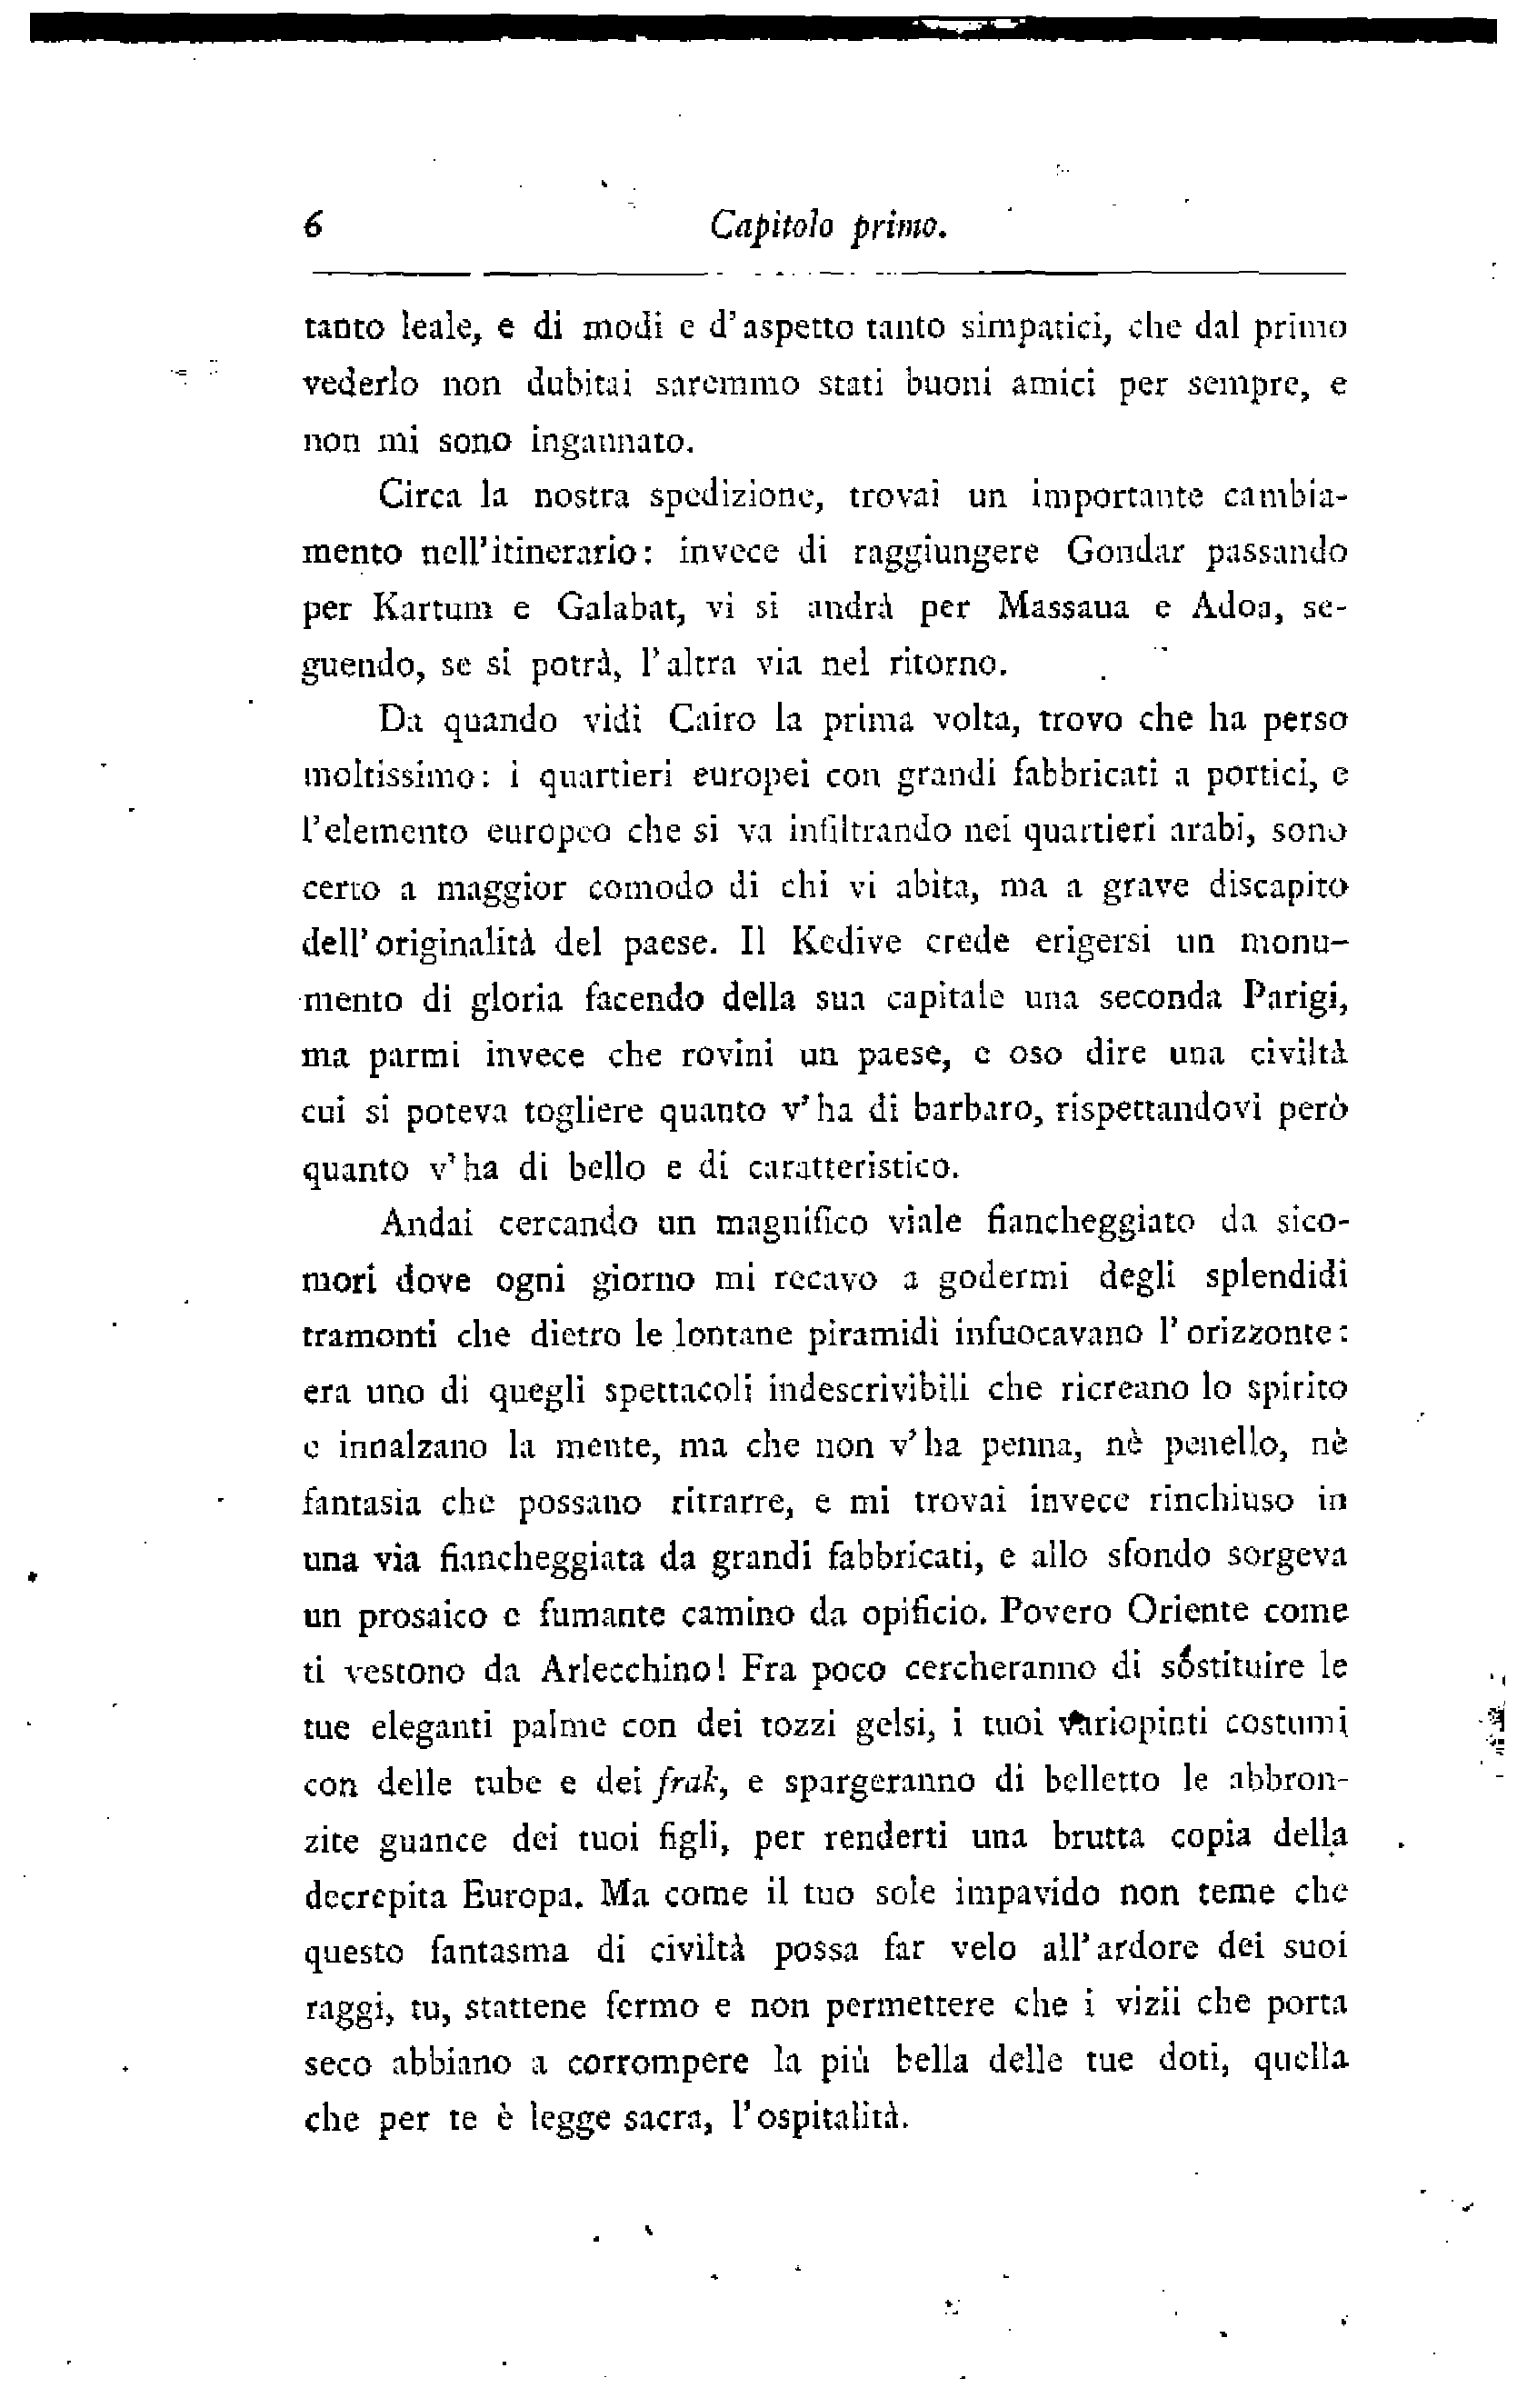 6 Capitolo primo.
tanto leale, e di modi e d'aspetto tanto simpatici, che dal primo
vederlo non dubitai saremmo stati buoni amici per sempre, e
non mi sono ingannato.
Circa la nostra spedizione, trovai un importante cambia-
mento nell'itinerario: invece di raggiungere Gondar passando
per Kartum e Galabat, vi si andrà per Massaua e Adoa, se-
guendo, se si potrà, l'altra via nel ritorno.
Da quando vidi Cairo la prima volta, trovo che ha perso
moltissimo: i quartieri europei con grandi fabbricati a portici, e
l'elemento europeo che si va infiltrando nei quartieri arabi, sono
certo a maggior comodo di chi vi abita, ma a grave discapito
dell'originalità del paese. Il Kedive crede erigersi un monu-
mento di gloria facendo della sua capitale una seconda Parigi,
ma parmi invece che rovini un paese, e oso dire una civiltà
cui si poteva togliere quanto v'ha di barbaro, rispettandovi però
quanto v'ha di bello e di caratteristico.
Andai cercando un magnifico viale fiancheggiato da sico-
mori dove ogni giorno mi recavo a godermi degli splendidi
tramonti che dietro le lontane piramidi infuocavano l'orizzonte:
era uno di quegli spettacoli indescrivibili che ricreano lo spirito
e innalzano la mente, ma che non v'ha penna, nè penello, nè
fantasia che possano ritrarre, e mi trovai invece rinchiuso in
una via fiancheggiata da grandi fabbricati, e allo sfondo sorgeva
un prosaico e fumante camino da opificio. Povero Oriente come
ti vestono da Arlecchino! Fra poco cercheranno di sostituire le
tue eleganti palme con dei tozzi gelsi, i tuoi variopinti costumi
con delle tube e dei frak, e spargeranno di belletto le abbron-
zite guance dei tuoi figli, per renderti una brutta copia della
decrepita Europa. Ma come il tuo sole impavido non teme che
questo fantasma di civiltà possa far velo all'ardore dei suoi
raggi, tu, stattene fermo e non permettere che i vizii che porta
seco abbiano a corrompere la più bella delle tue doti, quella
che per te è legge sacra, l'ospitalità.